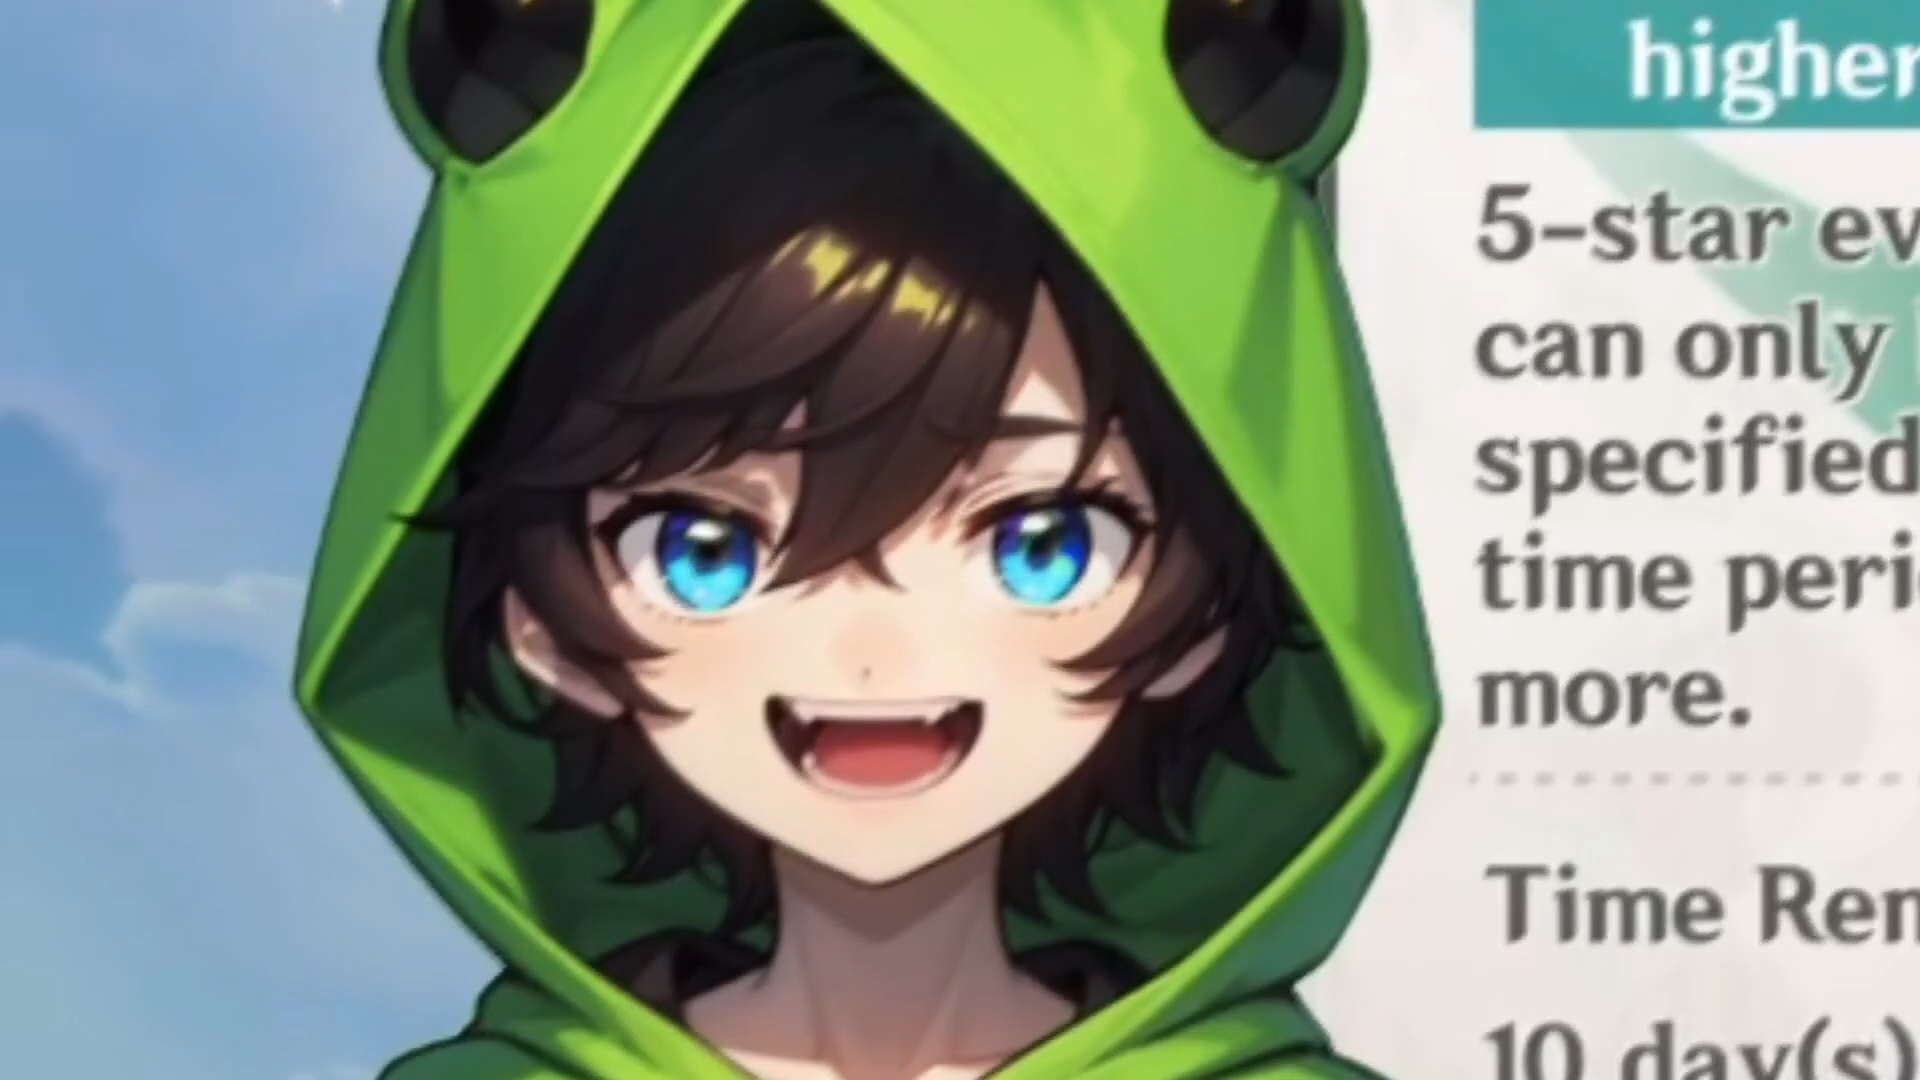 higher
5-star ev
can only
specified
time peri
more.
Time Rem
10 day(s)